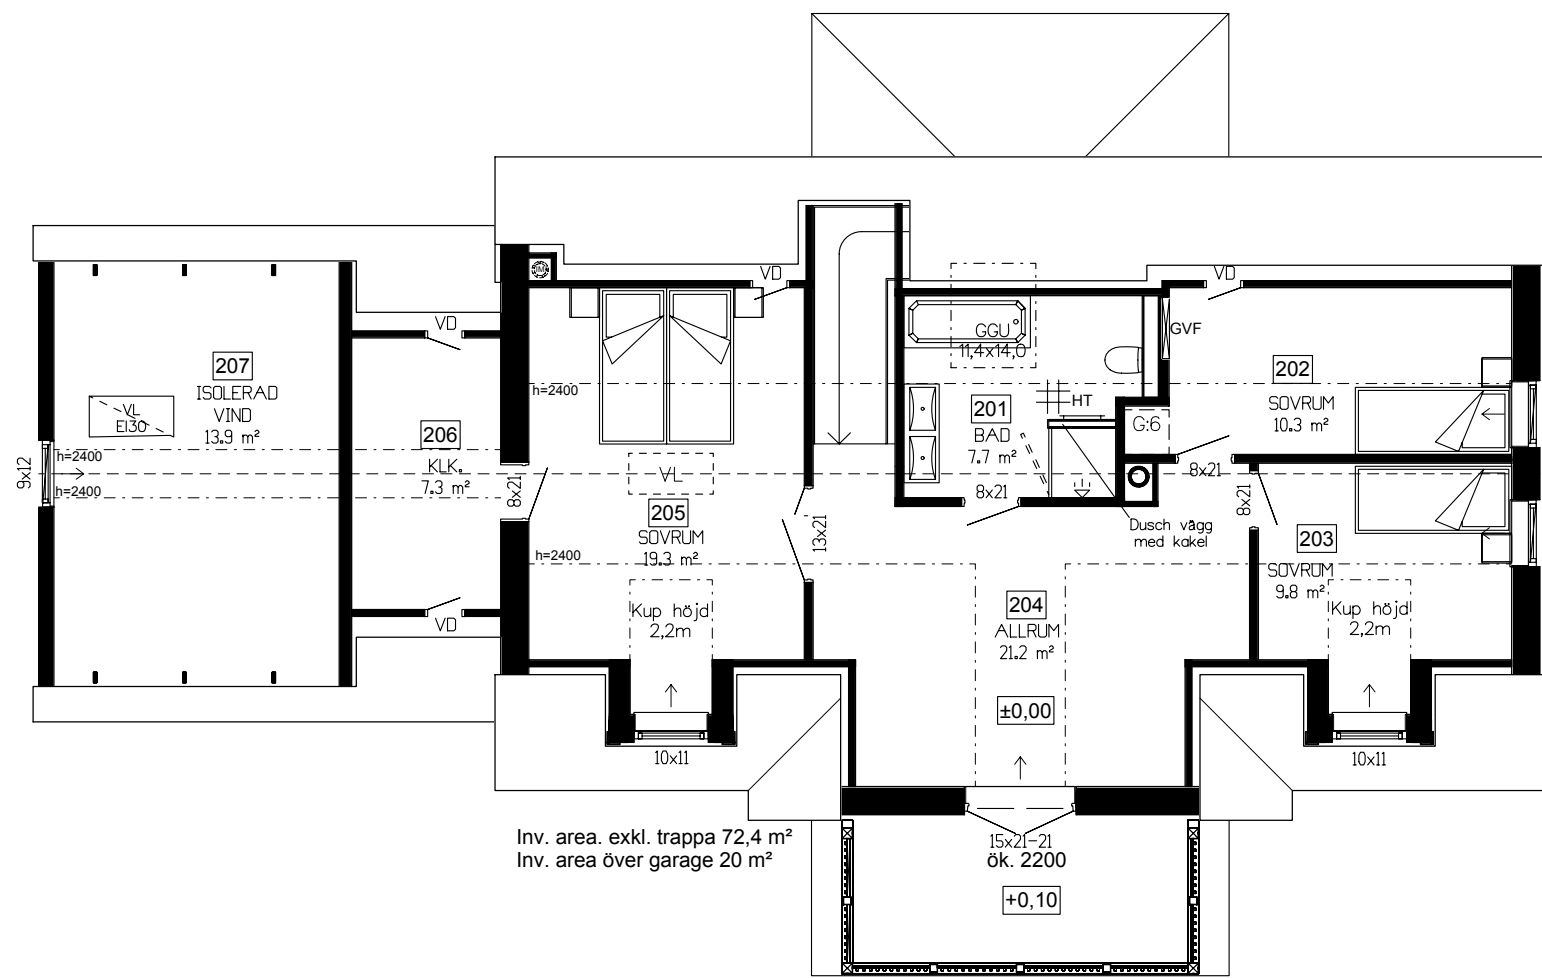 VD
VD
VD
GGU
11,4x14,0
GVF
207
ISOLERAD
VIND
13.9 m²
VL
EI30
h=2400
202
SOVRUM
10.3 m²
HT
201
BAD
7.7 m²
G:6
206
KLK.
7.3 m²
h=2400
h=2400
9x12
8x21
VL
8x21
8x21
8x21
205
SOVRUM
19.3 m²
13x21
Dusch vägg
med kakel
203
SOVRUM
9.8 m²
h=2400
204
ALLRUM
21.2 m²
Kup höjd
2,2m
Kup höjd
2,2m
VD
±0,00
10x11
10x11
Inv. area. exkl. trappa 72,4 m²
Inv. area över garage 20 m²
15x21-21
ök. 2200
+0,10